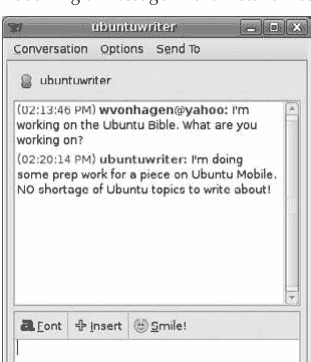 ubuntuwriter
Conversation Options Send To
ubuntuwriter
(02:13:46 PM) wvonhagen@yahoo: I'm
working on the Ubuntu Bible. What are you
working on?
(02:20:14 PM) ubuntuwriter: I'm doing
some prep work for a piece on Ubuntu Mobile.
NO shortage of Ubuntu topics to write about!
Font Insert Smile!